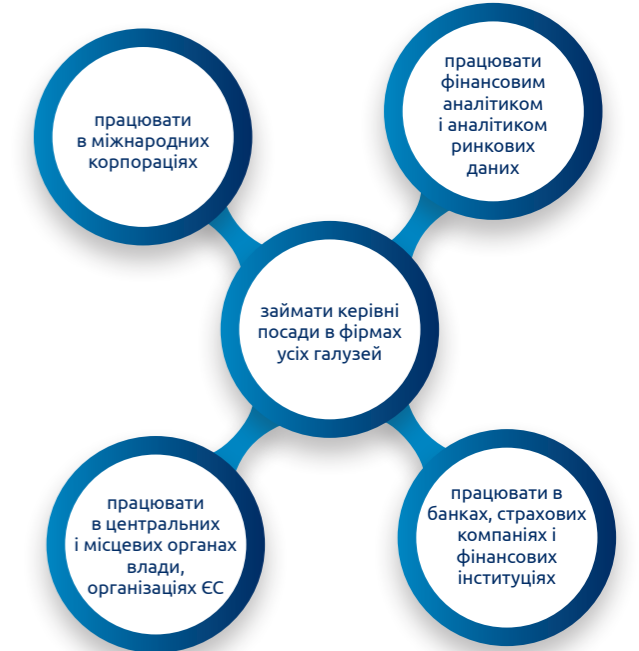 працювати
в міжнародних
корпораціях
працювати
фінансовим
аналітиком
і аналітиком
ринкових
даних
займати керівні
посади в фірмах
усіх галузей
працювати
в центральних
і місцевих органах
влади,
організаціях ЄС
працювати в
банках, страхових
компаніях і
фінансових
інституціях